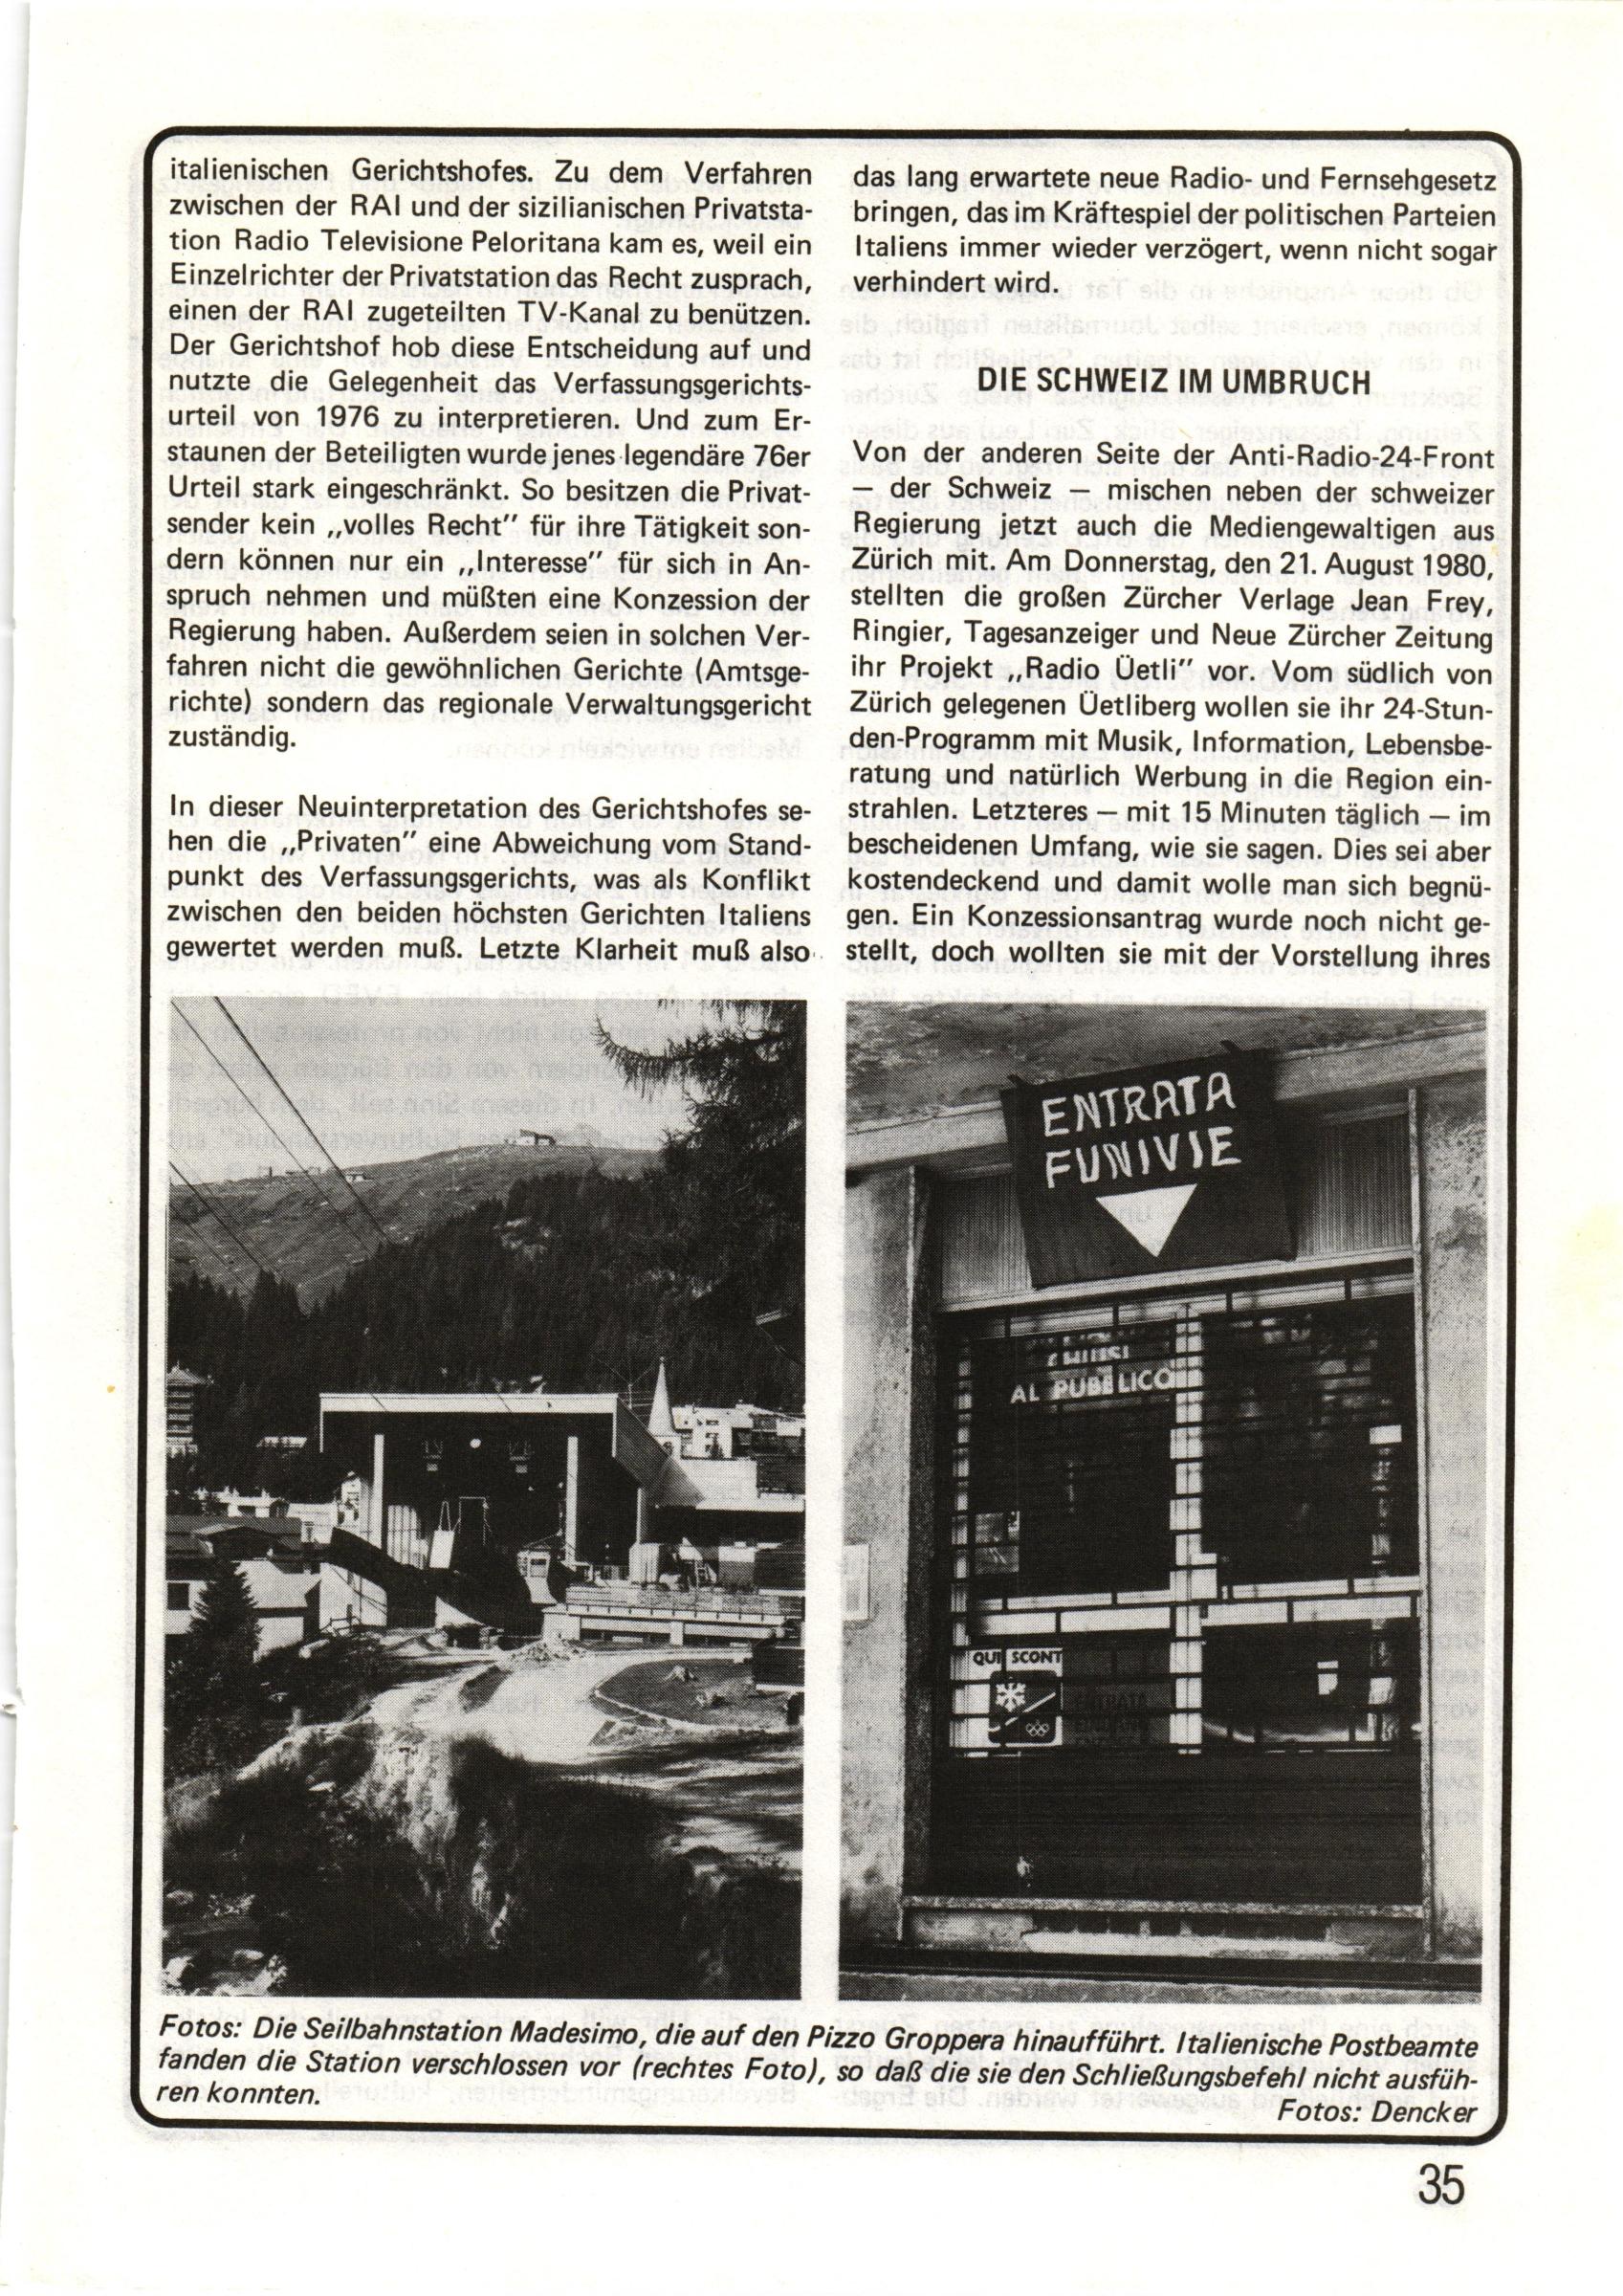 italienischen Gerichtshofes. Zu dem Verfahren
zwischen der RAI und der sizilianischen Privatsta-
tion Radio Televisione Peloritana kam es, weil ein
Einzelrichter der Privatstation das Recht zusprach,
einen der RAI zugeteilten TV-Kanal zu benützen.
Der Gerichtshof hob diese Entscheidung auf und
nutzte die Gelegenheit das Verfassungsgerichts-
urteil von 1976 zu interpretieren. Und zum Er-
staunen der Beteiligten wurde jenes legendäre 76er
Urteil stark eingeschränkt. So besitzen die Privat-
sender kein „volles Recht” für ihre Tätigkeit son-
dern können nur ein „Interesse” für sich in An-
spruch nehmen und müßten eine Konzession der
Regierung haben. Außerdem seien in solchen Ver-
fahren nicht die gewöhnlichen Gerichte (Amtsge-
richte) sondern das regionale Verwaltungsgericht
zuständig.
In dieser Neuinterpretation des Gerichtshofes se-
hen die „Privaten” eine Abweichung vom Stand-
punkt des Verfassungsgerichts, was als Konflikt
zwischen den beiden höchsten Gerichten Italiens
gewertet werden muß. Letzte Klarheit muß also
das lang erwartete neue Radio- und Fernsehgesetz
bringen, das im Kräftespiel der politischen Parteien
Italiens immer wieder verzögert, wenn nicht sogar
verhindert wird.
DIE SCHWEIZ IM UMBRUCH
Von der anderen Seite der Anti-Radio-24-Front
— der Schweiz — mischen neben der schweizer
Regierung jetzt auch die Mediengewaltigen aus
Zürich mit. Am Donnerstag, den 21. August 1980,
stellten die großen Zürcher Verlage Jean Frey,
Ringier, Tagesanzeiger und Neue Zürcher Zeitung
ihr Projekt „Radio Üetli” vor. Vom südlich von
Zürich gelegenen Üetliberg wollen sie ihr 24-Stun-
den-Programm mit Musik, Information, Lebensbe-
ratung und natürlich Werbung in die Region ein-
strahlen. Letzteres — mit 15 Minuten täglich — im
bescheidenen Umfang, wie sie sagen. Dies sei aber
kostendeckend und damit wolle man sich begnü-
gen. Ein Konzessionsantrag wurde noch nicht ge-
stellt, doch wollten sie mit der Vorstellung ihres
ENTRATA
FUNIVIE
CHIUSI
AL PUBBLICO
QUI SCONT
ENTRATA
Fotos: Die Seilbahnstation Madesimo, die auf den Pizzo Groppera hinaufführt. Italienische Postbeamte
fanden die Station verschlossen vor (rechtes Foto), so daß die sie den Schließungsbefehl nicht ausfüh-
ren konnten.
Fotos: Dencker
35